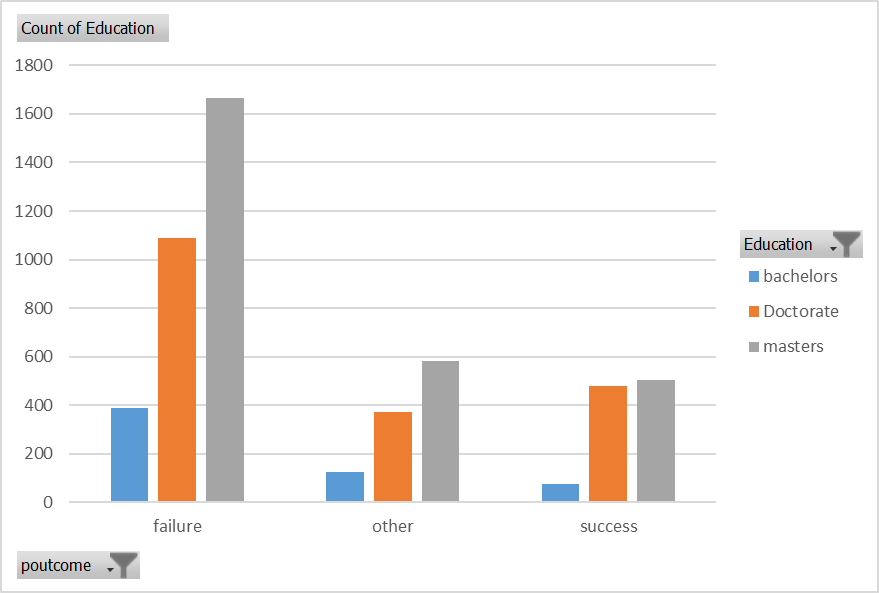 Count of Education
1800
1600
1400
1200
1000
800
600
400
200
0
failure other success
Education
bachelors
Doctorate
masters
poutcome